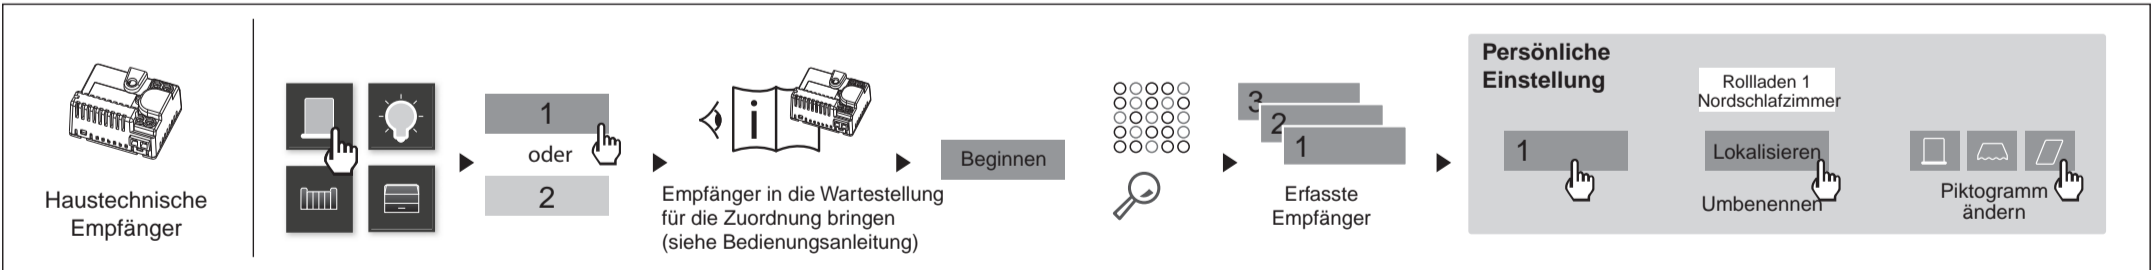 Haustechnische
Empfänger
1
oder
2
i
Empfänger in die Wartestellung
für die Zuordnung bringen
(siehe Bedienungsanleitung)
Beginnen
3
2
1
Erfasste
Empfänger
Persönliche
Einstellung
1
Rollladen 1
Nordschlafzimmer
Lokalisieren
Umbenennen
Piktogramm
ändern